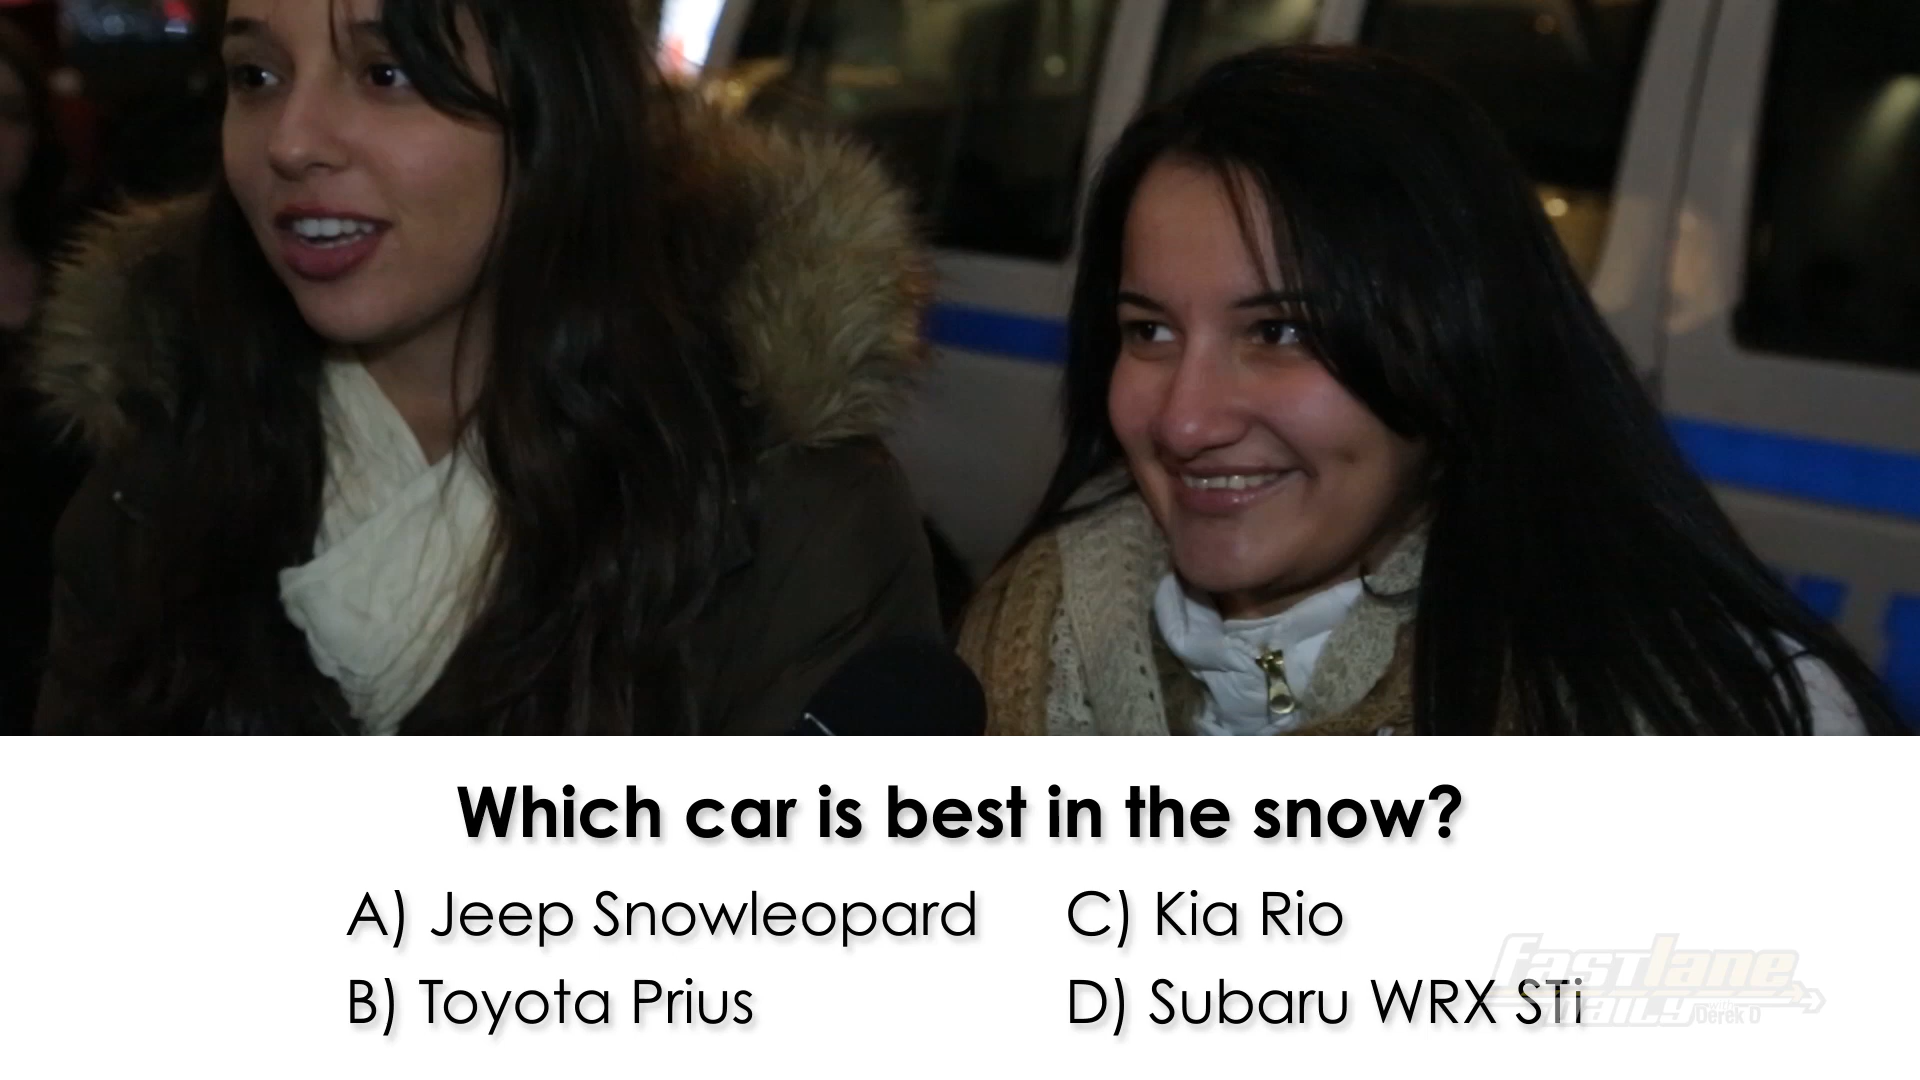 Which car is best in the snow?
A) Jeep Snowleopard
B) Toyota Prius
C) Kia Rio
D) Subaru WRX STi
fastlane
DAILY with Derek D